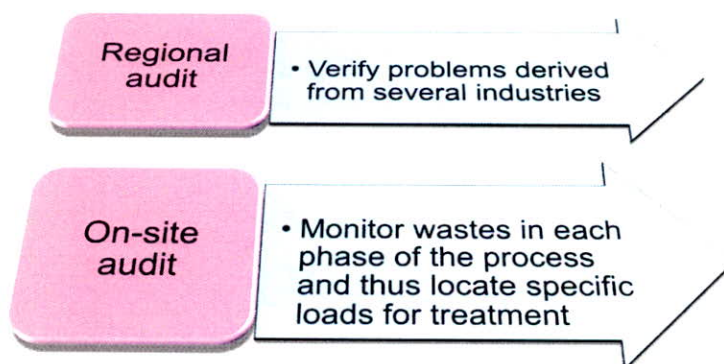 Regional
audit
• Verify problems derived
from several industries
On-site
audit
• Monitor wastes in each
phase of the process
and thus locate specific
loads for treatment